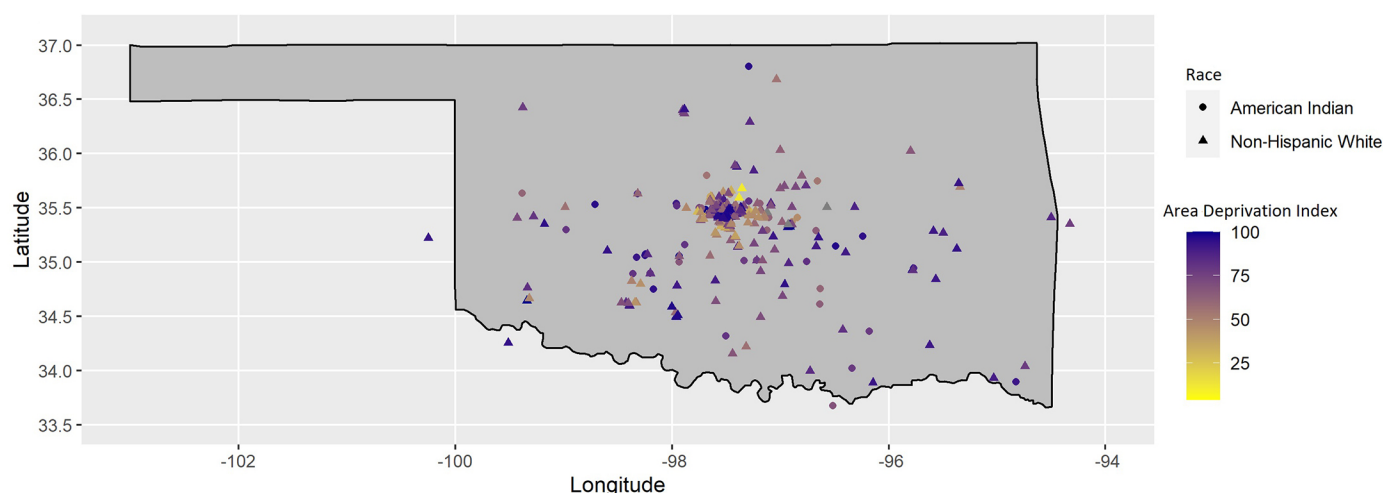 37.0
36.5
36.0
35.5
35.0
34.5
34.0
33.5
Latitude
-102
-100
-98
-96
-94
Longitude
Race
American Indian
Non-Hispanic White
Area Deprivation Index
100
75
50
25